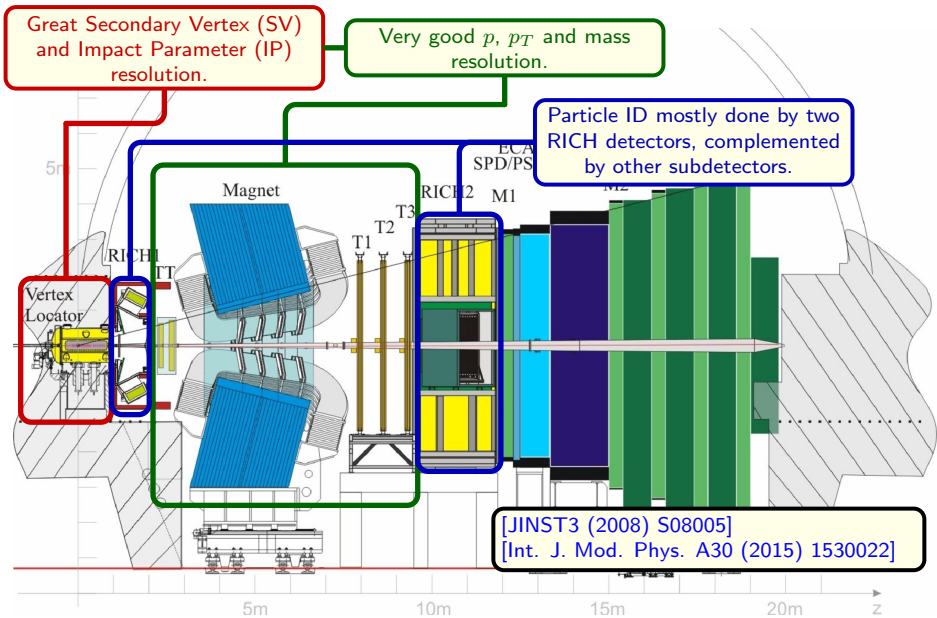 Great Secondary Vertex (SV)
and Impact Parameter (IP)
resolution.
Very good p, p_T and mass
resolution.
Particle ID mostly done by two
RICH detectors, complemented
by other subdetectors.
5m
ECA
SPD/PS
Magnet
RICH2
M1
M2
T3
T2
T1
RICH1
TT
Vertex
Locator
[JINST3 (2008) S08005]
[Int. J. Mod. Phys. A30 (2015) 1530022]
5m
10m
15m
20m
z